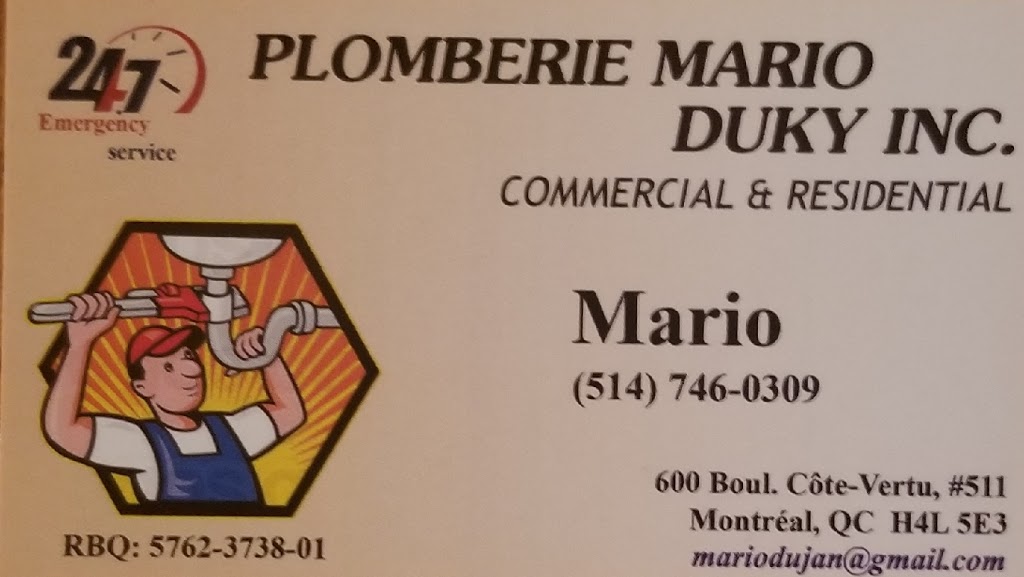 24.7
Emergency
service
PLOMBERIE MARIO
DUKY INC.
COMMERCIAL & RESIDENTIAL
Mario
(514) 746-0309
600 Boul. Côte-Vertu, #511
Montréal, QC H4L 5E3
mariodujan@gmail.com
RBQ: 5762-3738-01